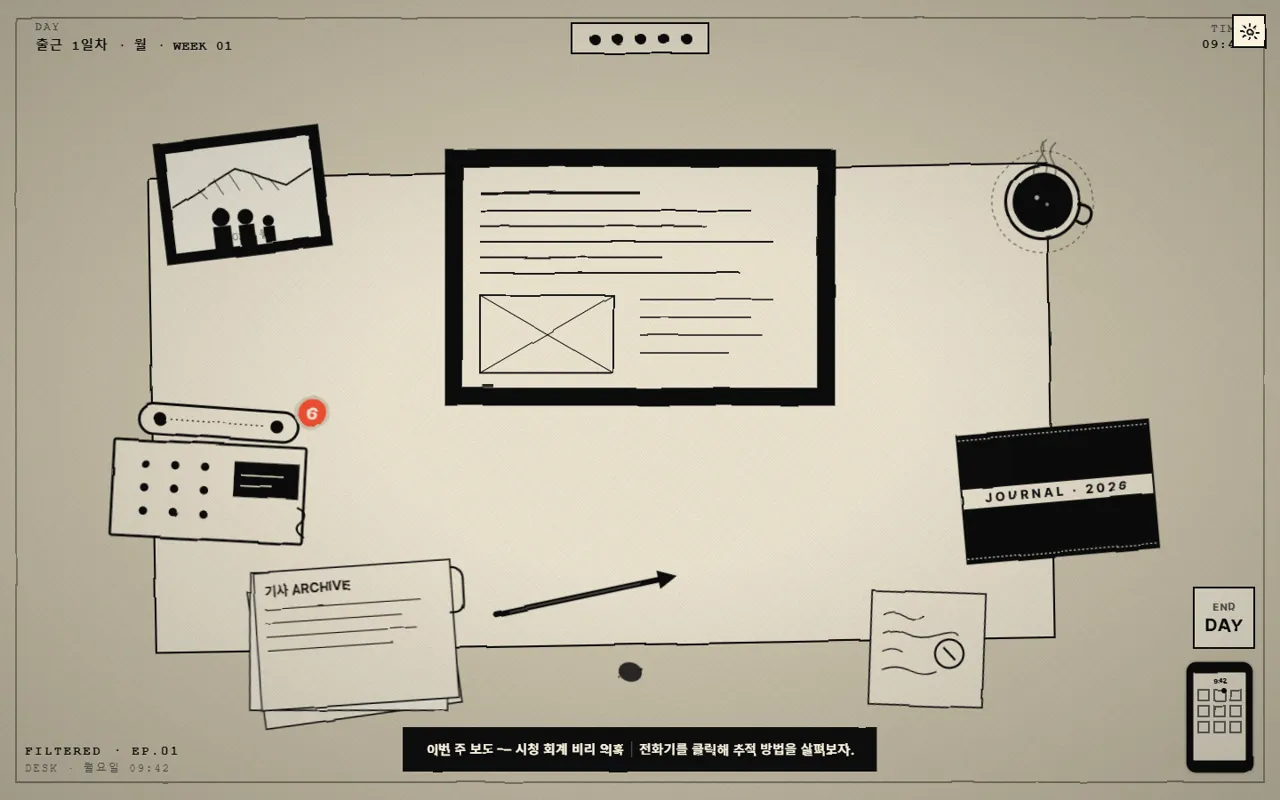 DAY
출근 1일차 · 월 · WEEK 01
09:4
6
JOURNAL · 2026
기사 ARCHIVE
END
DAY
9:42
이번 주 보도 — 시청 회계 비리 의혹 | 전화기를 클릭해 추적 방법을 살펴보자.
FILTERED · EP.01
DESK · 월요일 09:42